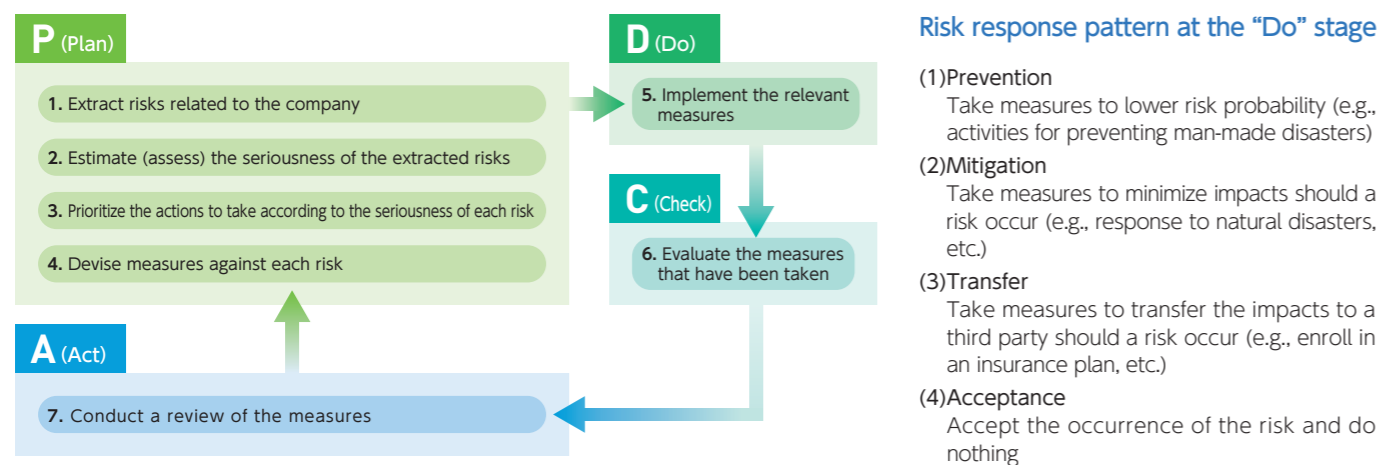 P (Plan)
1. Extract risks related to the company
2. Estimate (assess) the seriousness of the extracted risks
3. Prioritize the actions to take according to the seriousness of each risk
4. Devise measures against each risk
D (Do)
5. Implement the relevant
measures
C (Check)
6. Evaluate the measures
that have been taken
A (Act)
7. Conduct a review of the measures
Risk response pattern at the “Do” stage
(1)Prevention
Take measures to lower risk probability (e.g.,
activities for preventing man-made disasters)
(2)Mitigation
Take measures to minimize impacts should a
risk occur (e.g., response to natural disasters,
etc.)
(3)Transfer
Take measures to transfer the impacts to a
third party should a risk occur (e.g., enroll in
an insurance plan, etc.)
(4)Acceptance
Accept the occurrence of the risk and do
nothing